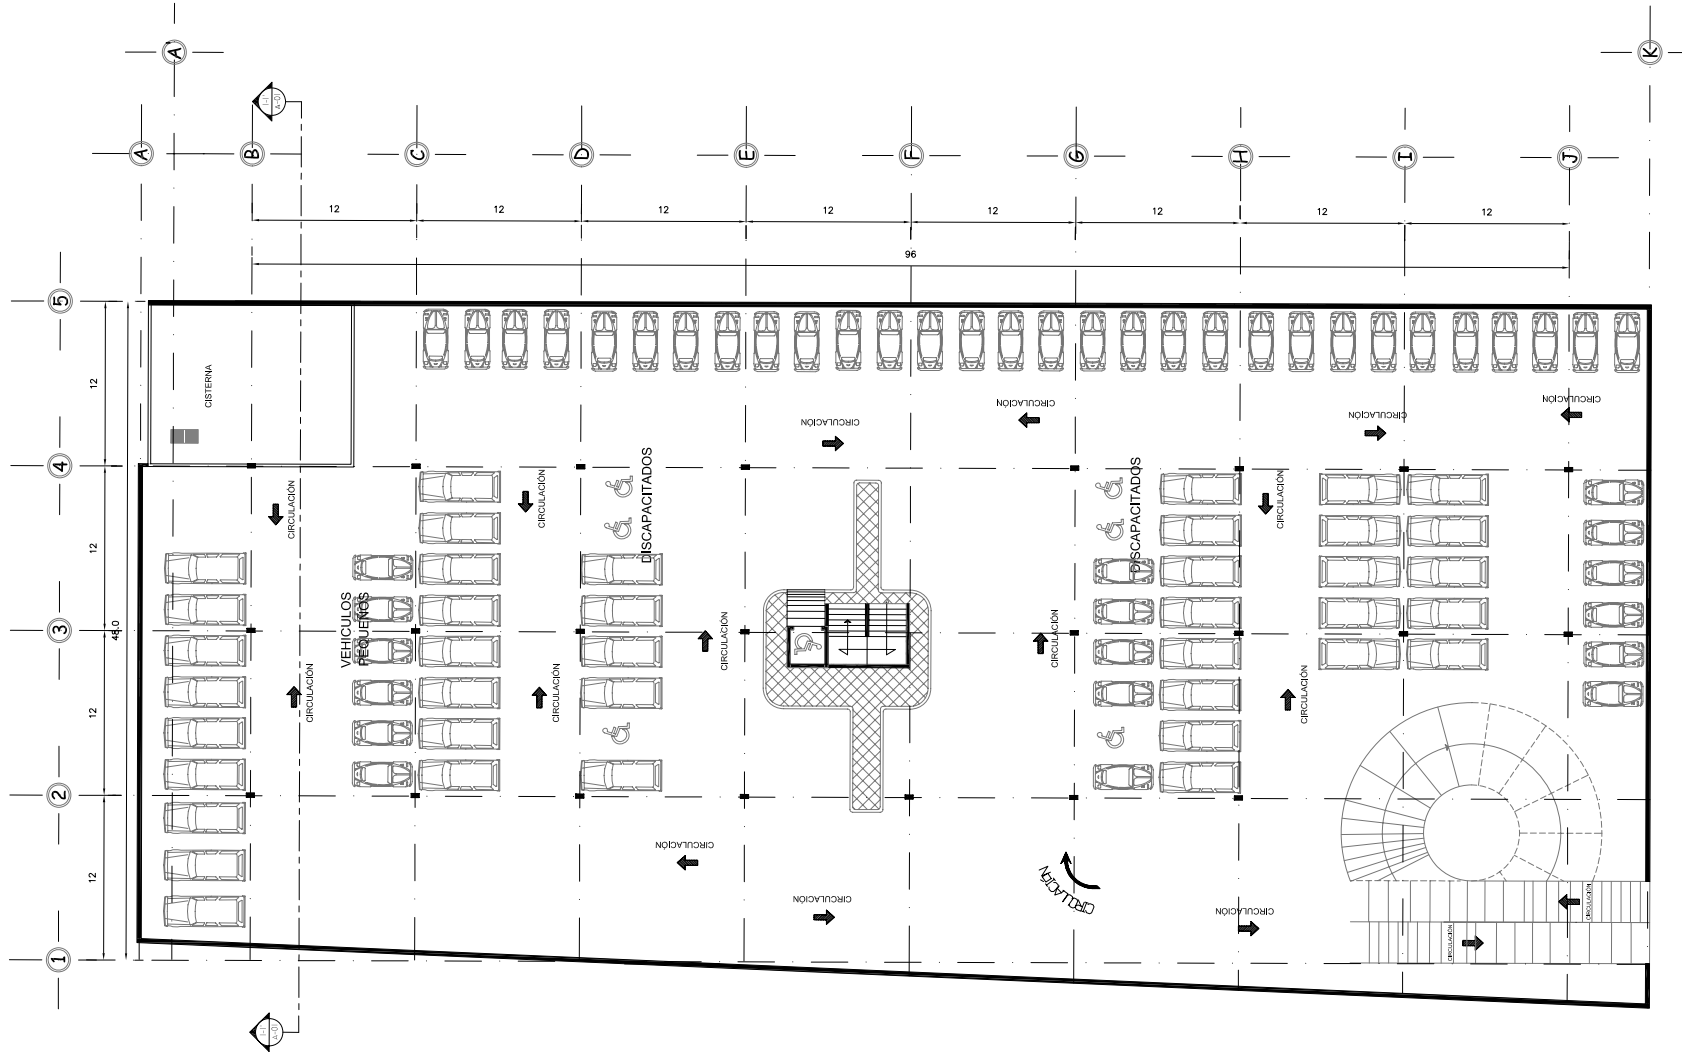 A'
K
I-I'
A-01
A
B
C
D
E
F
G
H
I
J
12
12
12
12
12
12
12
12
96
5
4
3
2
1
12
12
12
12
48.0
CISTERNA
CIRCULACIÓN
CIRCULACIÓN
CIRCULACIÓN
CIRCULACIÓN
CIRCULACIÓN
CIRCULACIÓN
CIRCULACIÓN
DISCAPACITADOS
DISCAPACITADOS
VEHICULOS
PEQUEÑOS
CIRCULACIÓN
CIRCULACIÓN
CIRCULACIÓN
CIRCULACIÓN
CIRCULACIÓN
CIRCULACIÓN
CIRCULACIÓN
CIRCULACIÓN
CIRCULACIÓN
CIRCULACIÓN
CIRCULACIÓN
I-I'
A-01